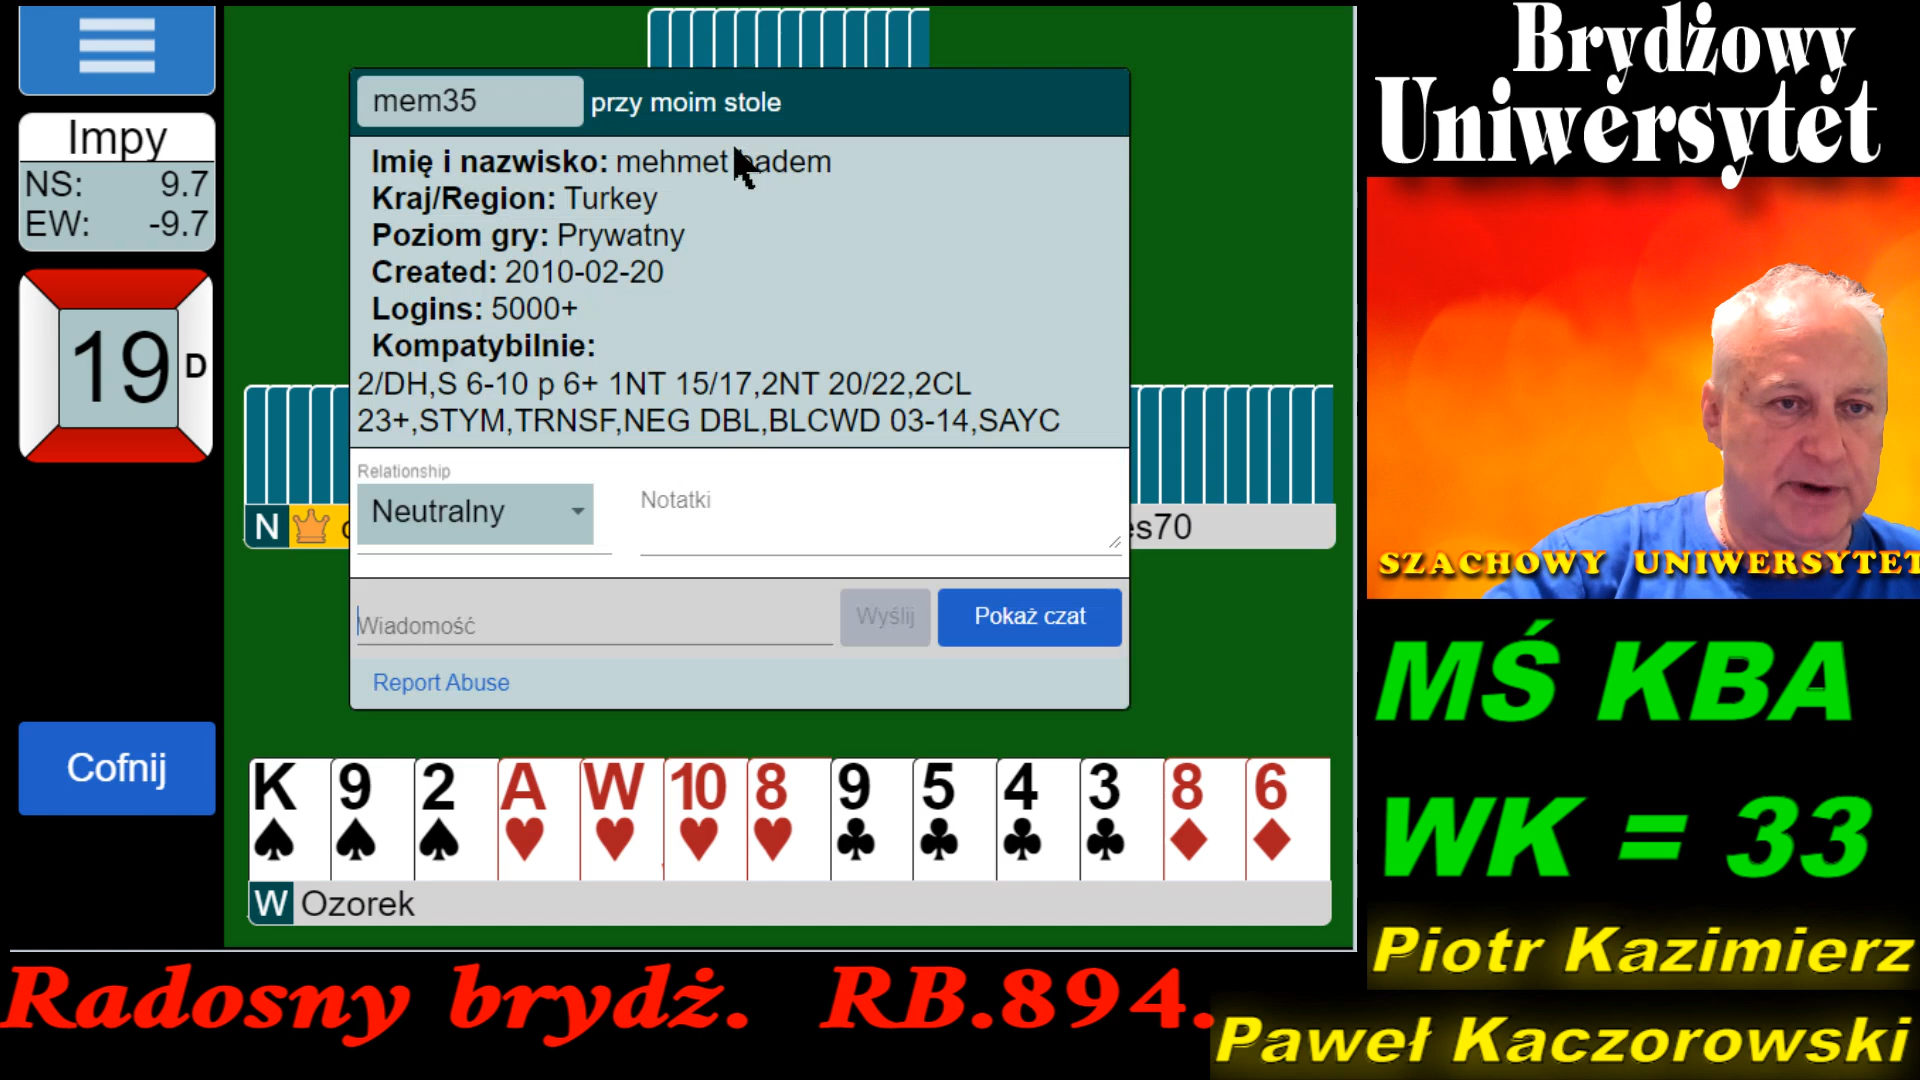 Impy
NS: 9.7
EW: -9.7
19 D
Cofnij
mem35 przy moim stole
Imię i nazwisko: mehmet badem
Kraj/Region: Turkey
Poziom gry: Prywatny
Created: 2010-02-20
Logins: 5000+
Kompatybilnie:
2/DH,S 6-10 p 6+ 1NT 15/17,2NT 20/22,2CL
23+,STYM,TRNSF,NEG DBL,BLCWD 03-14,SAYC
Relationship
Neutralny
Notatki
N
es70
Wiadomość
Wyślij
Pokaż czat
Report Abuse
K 9 2 A W 10 8 9 5 4 3 8 6
W Ozorek
Brydżowy
Uniwersytet
SZACHOWY UNIWERSYTET
MŚ KBA
WK = 33
Piotr Kazimierz
Paweł Kaczorowski
Radosny brydż. RB.894.